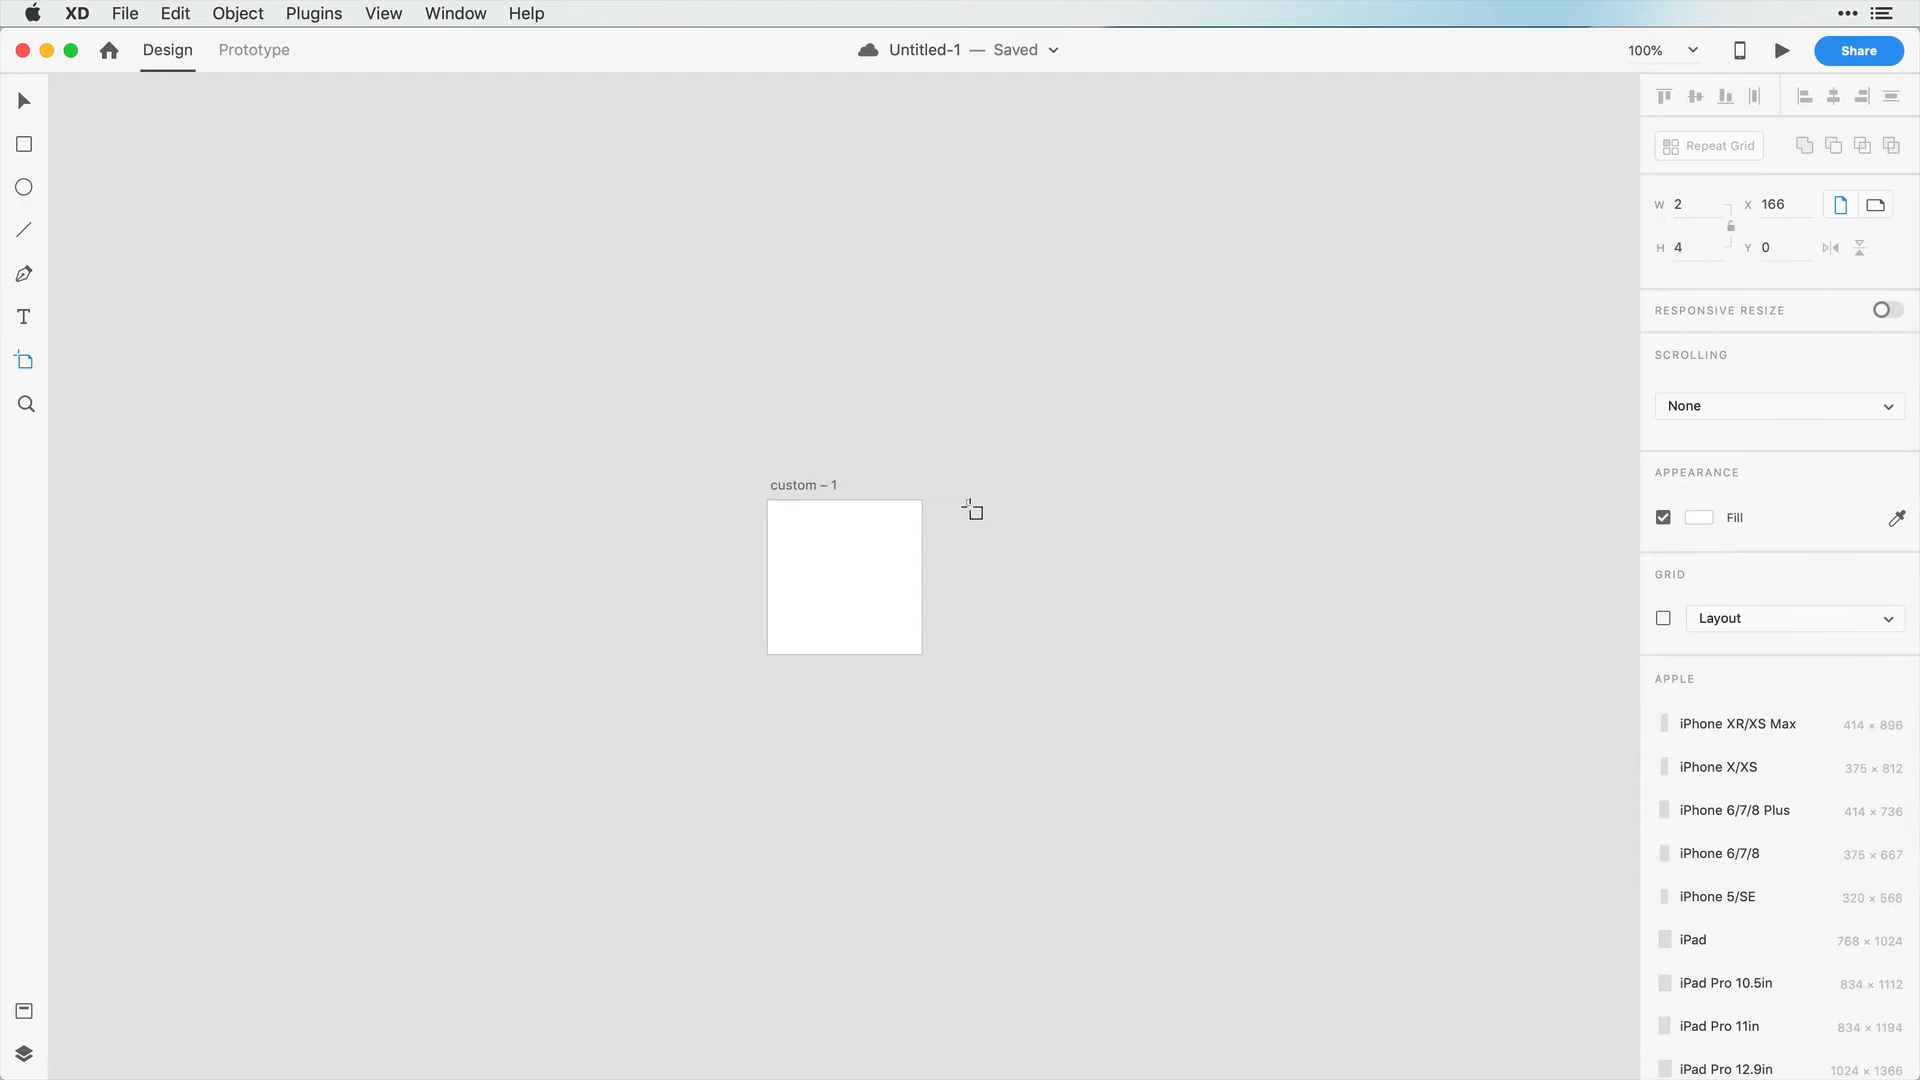 XD File Edit Object Plugins View Window Help
Design Prototype Untitled-1 — Saved 100% Share
Repeat Grid
W 2 X 166
H 4 Y 0
RESPONSIVE RESIZE
SCROLLING
None
APPEARANCE
Fill
GRID
Layout
APPLE
iPhone XR/XS Max 414 × 896
iPhone X/XS 375 × 812
iPhone 6/7/8 Plus 414 × 736
iPhone 6/7/8 375 × 667
iPhone 5/SE 320 × 568
iPad 768 × 1024
iPad Pro 10.5in 834 × 1112
iPad Pro 11in 834 × 1194
iPad Pro 12.9in 1024 × 1366
custom – 1